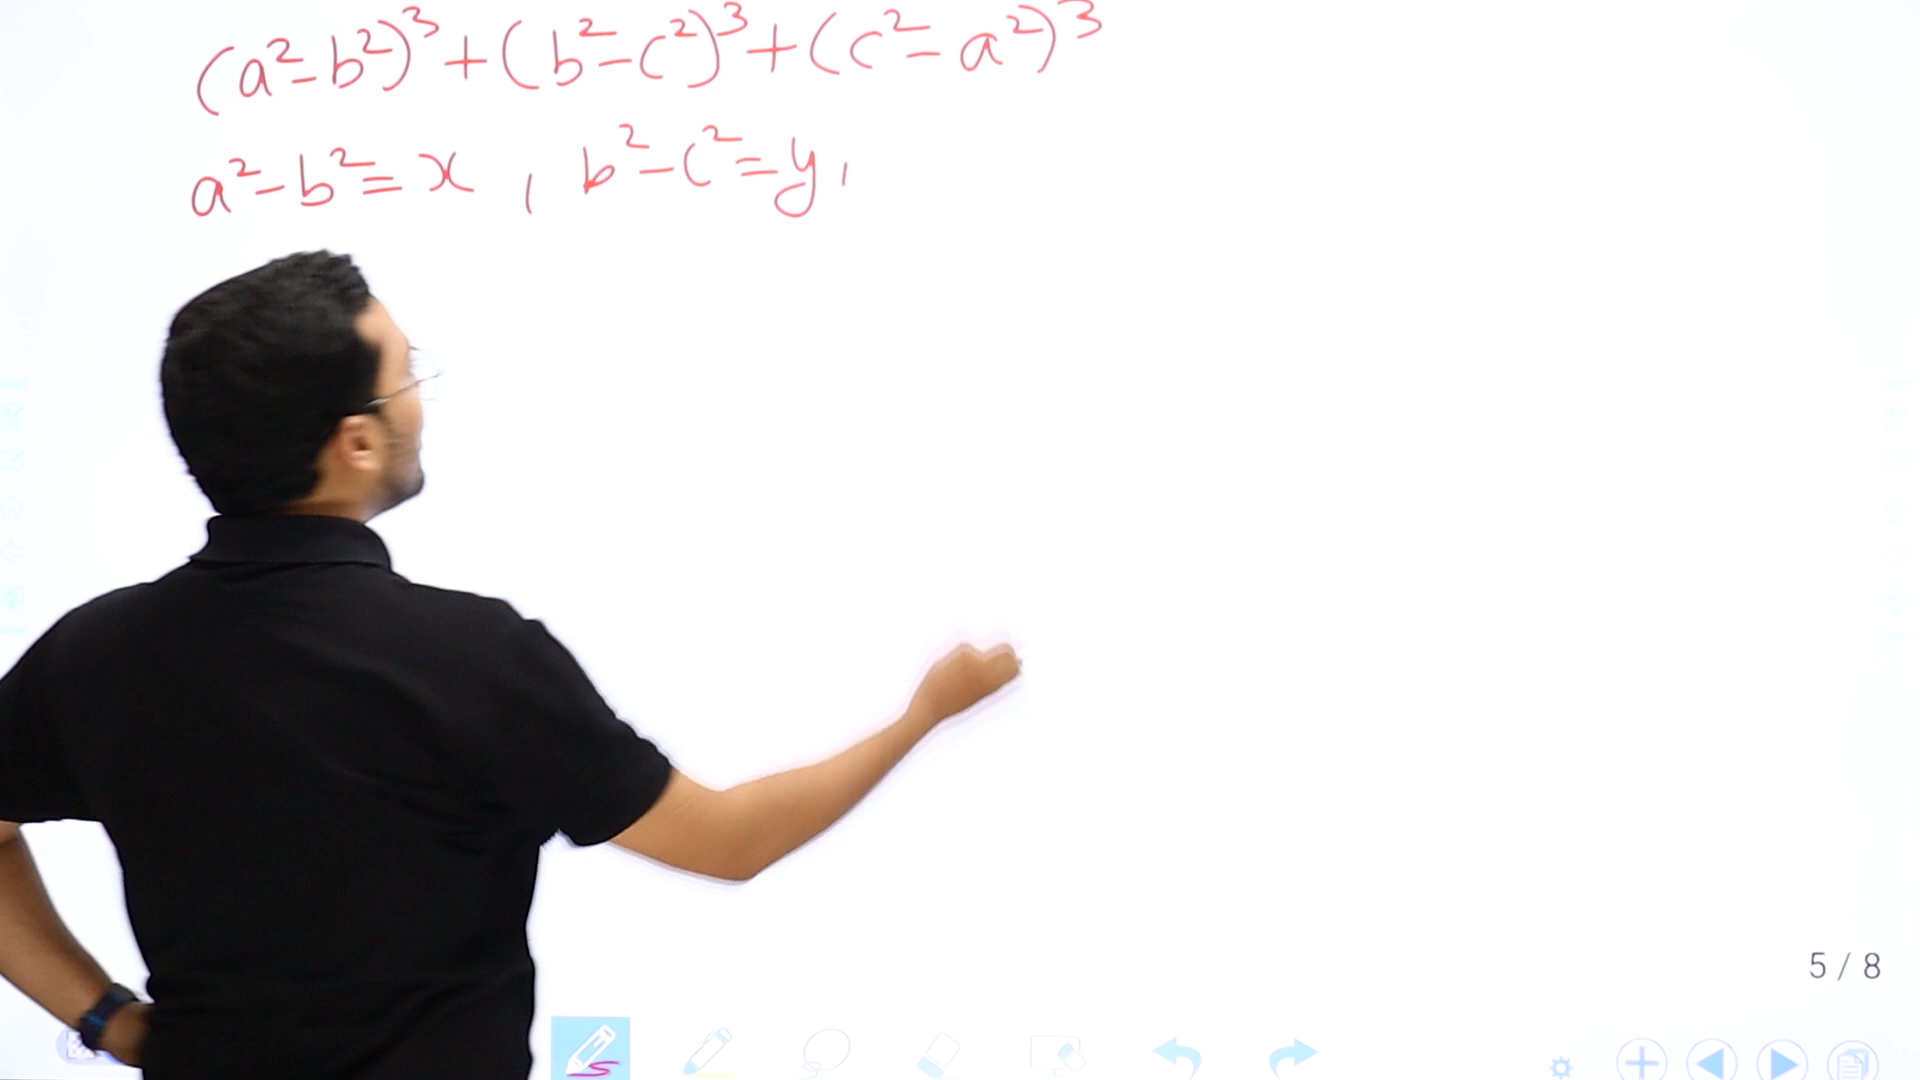 (a²-b²)³+(b²-c²)³+(c²-a²)³
a²-b²=x , b²-c²=y,
5 / 8